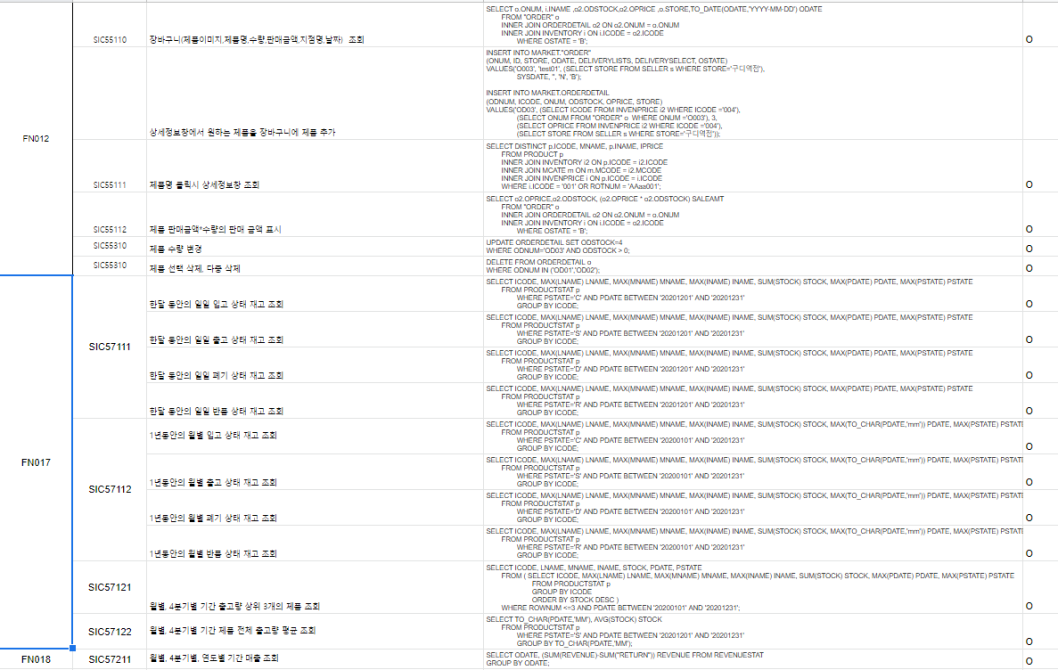 FN012
SIC55110
장바구니(제품이미지,제품명,수량,판매금액,지점명,날짜) 조회
SELECT o.ONUM, i.INAME ,o2.ODSTOCK,o2.OPRICE ,o.STORE,TO_DATE(ODATE,'YYYY-MM-DD') ODATE
FROM "ORDER" o
INNER JOIN ORDERDETAIL o2 ON o2.ONUM = o.ONUM
INNER JOIN INVENTORY i ON i.ICODE = o2.ICODE
WHERE OSTATE = 'B';
O
상세정보창에서 원하는 제품을 장바구니에 제품 추가
INSERT INTO MARKET."ORDER"
(ONUM, ID, STORE, ODATE, DELIVERYLISTS, DELIVERYSELECT, OSTATE)
VALUES('O003', 'test01', (SELECT STORE FROM SELLER s WHERE STORE='구디역전'),
SYSDATE, '', 'N', 'B');
INSERT INTO MARKET.ORDERDETAIL
(ODNUM, ICODE, ONUM, ODSTOCK, OPRICE, STORE)
VALUES('OD03', (SELECT ICODE FROM INVENPRICE i2 WHERE ICODE ='004'),
(SELECT ONUM FROM "ORDER" o WHERE ONUM ='O003'), 3,
(SELECT OPRICE FROM INVENPRICE i2 WHERE ICODE ='004'),
(SELECT STORE FROM SELLER s WHERE STORE='구디역전'));
SIC55111
제품명 클릭시 상세정보창 조회
SELECT DISTINCT p.ICODE, MNAME, p.INAME, IPRICE
FROM PRODUCT p
INNER JOIN INVENTORY i2 ON p.ICODE = i2.ICODE
INNER JOIN MCATE m ON m.MCODE = i2.MCODE
INNER JOIN INVENPRICE i ON p.ICODE = i.ICODE
WHERE i.ICODE = '001' OR ROTNUM = 'AAaa001';
O
SIC55112
제품 판매금액*수량의 판매 금액 표시
SELECT o2.OPRICE,o2.ODSTOCK, (o2.OPRICE * o2.ODSTOCK) SALEAMT
FROM "ORDER" o
INNER JOIN ORDERDETAIL o2 ON o2.ONUM = o.ONUM
INNER JOIN INVENTORY i ON i.ICODE = o2.ICODE
WHERE OSTATE = 'B';
O
SIC55310
제품 수량 변경
UPDATE ORDERDETAIL SET ODSTOCK=4
WHERE ODNUM='OD03' AND ODSTOCK > 0;
O
SIC55310
제품 선택 삭제, 다중 삭제
DELETE FROM ORDERDETAIL o
WHERE ODNUM IN ('OD01','OD02');
O
FN017
SIC57111
한달 동안의 일일 입고 상태 재고 조회
SELECT ICODE, MAX(LNAME) LNAME, MAX(MNAME) MNAME, MAX(INAME) INAME, SUM(STOCK) STOCK, MAX(PDATE) PDATE, MAX(PSTATE) PSTATE
FROM PRODUCTSTAT p
WHERE PSTATE='C' AND PDATE BETWEEN '20201201' AND '20201231'
GROUP BY ICODE;
O
한달 동안의 일일 출고 상태 재고 조회
SELECT ICODE, MAX(LNAME) LNAME, MAX(MNAME) MNAME, MAX(INAME) INAME, SUM(STOCK) STOCK, MAX(PDATE) PDATE, MAX(PSTATE) PSTATE
FROM PRODUCTSTAT p
WHERE PSTATE='S' AND PDATE BETWEEN '20201201' AND '20201231'
GROUP BY ICODE;
O
한달 동안의 일일 폐기 상태 재고 조회
SELECT ICODE, MAX(LNAME) LNAME, MAX(MNAME) MNAME, MAX(INAME) INAME, SUM(STOCK) STOCK, MAX(PDATE) PDATE, MAX(PSTATE) PSTATE
FROM PRODUCTSTAT p
WHERE PSTATE='D' AND PDATE BETWEEN '20201201' AND '20201231'
GROUP BY ICODE;
O
한달 동안의 일일 반품 상태 재고 조회
SELECT ICODE, MAX(LNAME) LNAME, MAX(MNAME) MNAME, MAX(INAME) INAME, SUM(STOCK) STOCK, MAX(PDATE) PDATE, MAX(PSTATE) PSTATE
FROM PRODUCTSTAT p
WHERE PSTATE='R' AND PDATE BETWEEN '20201201' AND '20201231'
GROUP BY ICODE;
O
SIC57112
1년동안의 월별 입고 상태 재고 조회
SELECT ICODE, MAX(LNAME) LNAME, MAX(MNAME) MNAME, MAX(INAME) INAME, SUM(STOCK) STOCK, MAX(TO_CHAR(PDATE,'mm')) PDATE, MAX(PSTATE) PSTATE
FROM PRODUCTSTAT p
WHERE PSTATE='C' AND PDATE BETWEEN '20200101' AND '20201231'
GROUP BY ICODE;
O
1년동안의 월별 출고 상태 재고 조회
SELECT ICODE, MAX(LNAME) LNAME, MAX(MNAME) MNAME, MAX(INAME) INAME, SUM(STOCK) STOCK, MAX(TO_CHAR(PDATE,'mm')) PDATE, MAX(PSTATE) PSTATE
FROM PRODUCTSTAT p
WHERE PSTATE='S' AND PDATE BETWEEN '20200101' AND '20201231'
GROUP BY ICODE;
O
1년동안의 월별 폐기 상태 재고 조회
SELECT ICODE, MAX(LNAME) LNAME, MAX(MNAME) MNAME, MAX(INAME) INAME, SUM(STOCK) STOCK, MAX(TO_CHAR(PDATE,'mm')) PDATE, MAX(PSTATE) PSTATE
FROM PRODUCTSTAT p
WHERE PSTATE='D' AND PDATE BETWEEN '20200101' AND '20201231'
GROUP BY ICODE;
O
1년동안의 월별 반품 상태 재고 조회
SELECT ICODE, MAX(LNAME) LNAME, MAX(MNAME) MNAME, MAX(INAME) INAME, SUM(STOCK) STOCK, MAX(TO_CHAR(PDATE,'mm')) PDATE, MAX(PSTATE) PSTATE
FROM PRODUCTSTAT p
WHERE PSTATE='R' AND PDATE BETWEEN '20200101' AND '20201231'
GROUP BY ICODE;
O
SIC57121
월별, 4분기별 기간 출고량 상위 3개의 제품 조회
SELECT ICODE, LNAME, MNAME, INAME, STOCK, PDATE, PSTATE
FROM ( SELECT ICODE, MAX(LNAME) LNAME, MAX(MNAME) MNAME, MAX(INAME) INAME, SUM(STOCK) STOCK, MAX(PDATE) PDATE, MAX(PSTATE) PSTATE
FROM PRODUCTSTAT p
GROUP BY ICODE
ORDER BY STOCK DESC )
WHERE ROWNUM <=3 AND PDATE BETWEEN '20200101' AND '20201231';
O
SIC57122
월별, 4분기별 기간 제품 전체 출고량 평균 조회
SELECT TO_CHAR(PDATE,'MM'), AVG(STOCK) STOCK
FROM PRODUCTSTAT p
WHERE PSTATE='S' AND PDATE BETWEEN '20200101' AND '20201231'
GROUP BY TO_CHAR(PDATE,'MM');
O
FN018
SIC57211
월별, 4분기별, 연도별 기간 매출 조회
SELECT ODATE, (SUM(REVENUE)-SUM("RETURN")) REVENUE FROM REVENUESTAT
GROUP BY ODATE;
O